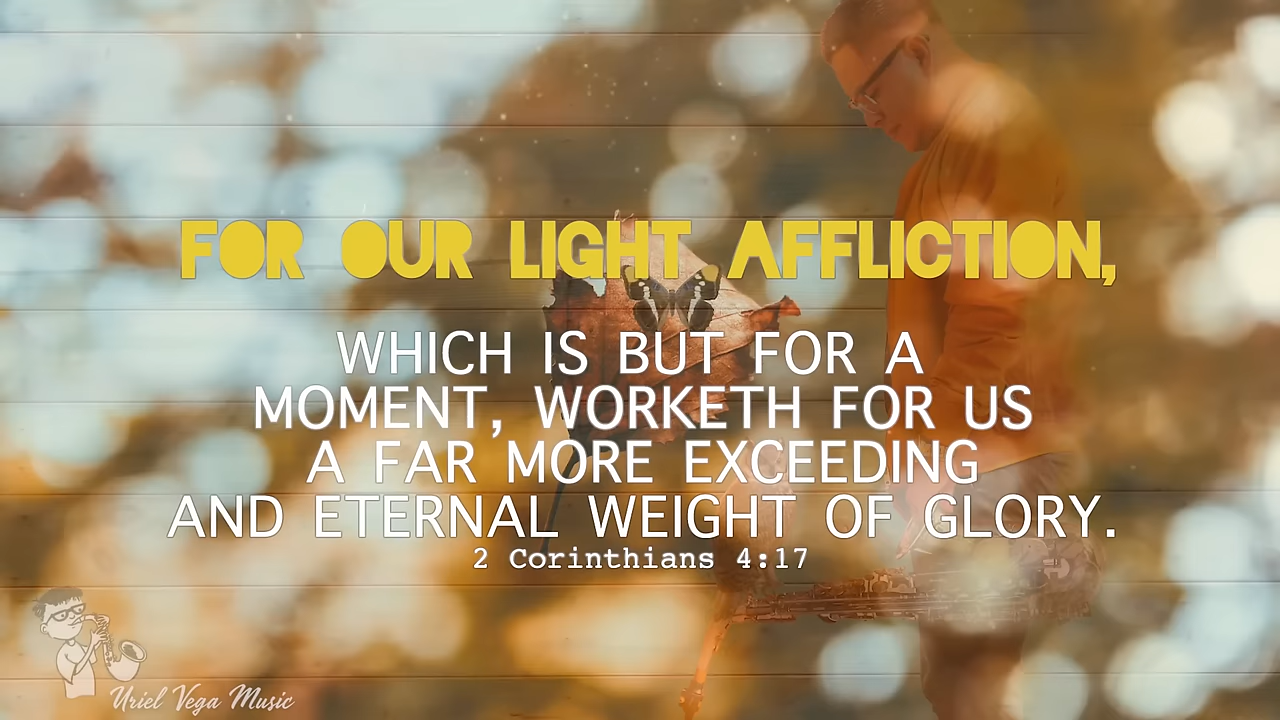 FOR OUR LIGHT AFFLICTION,
WHICH IS BUT FOR A
MOMENT, WORKETH FOR US
A FAR MORE EXCEEDING
AND ETERNAL WEIGHT OF GLORY.
2 Corinthians 4:17
Uriel Vega Music